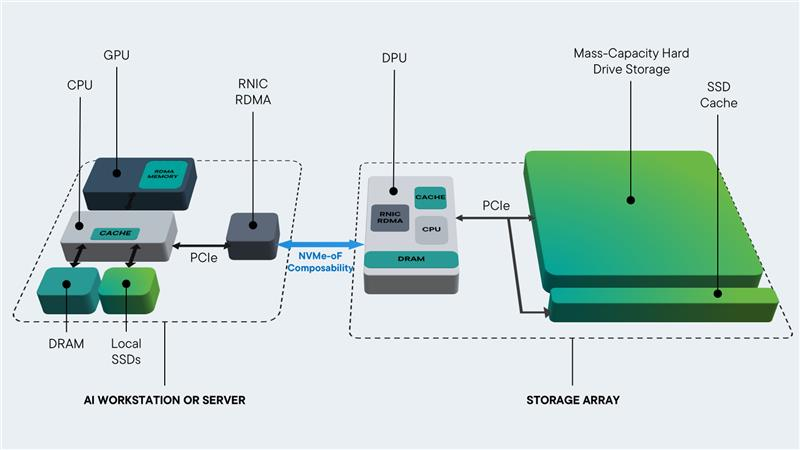 GPU
CPU
RNIC
RDMA
RDMA
MEMORY
CACHE
PCIe
DRAM
Local
SSDs
AI WORKSTATION OR SERVER
NVMe-oF
Composability
DPU
CACHE
RNIC
RDMA
CPU
DRAM
PCIe
Mass-Capacity Hard
Drive Storage
SSD
Cache
STORAGE ARRAY